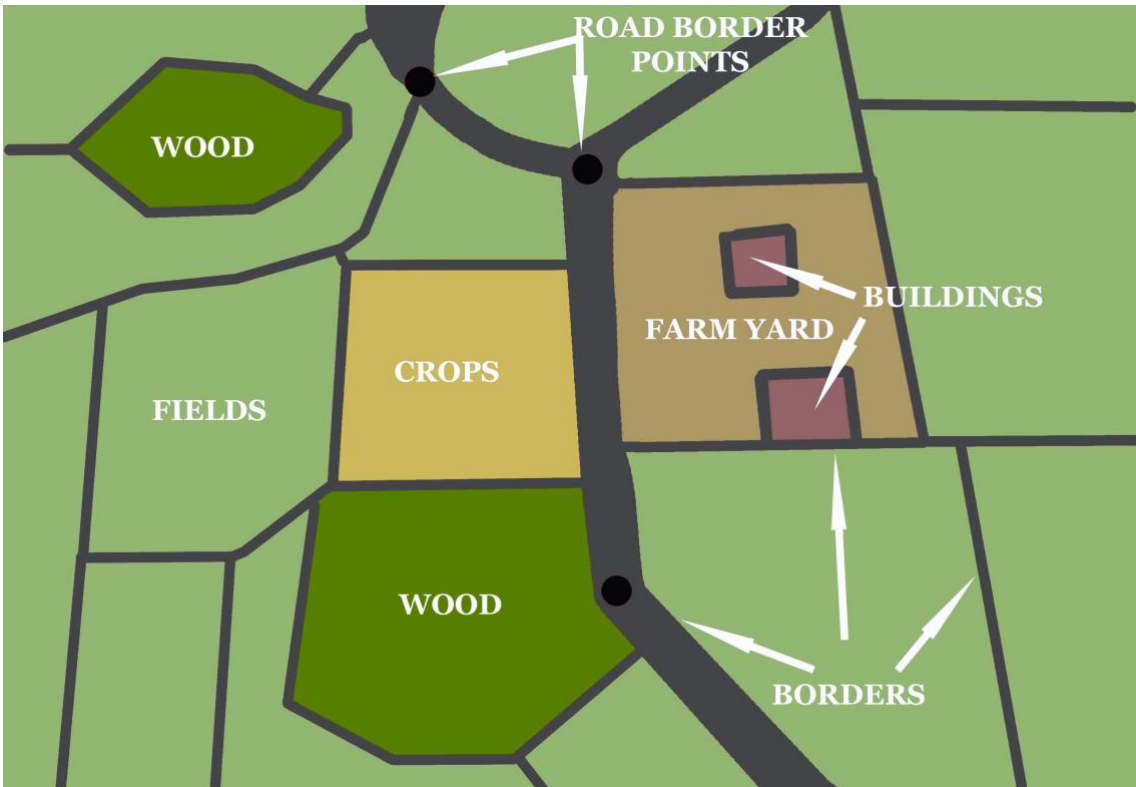 ROAD BORDER
POINTS
WOOD
BUILDINGS
FARM YARD
CROPS
FIELDS
WOOD
BORDERS